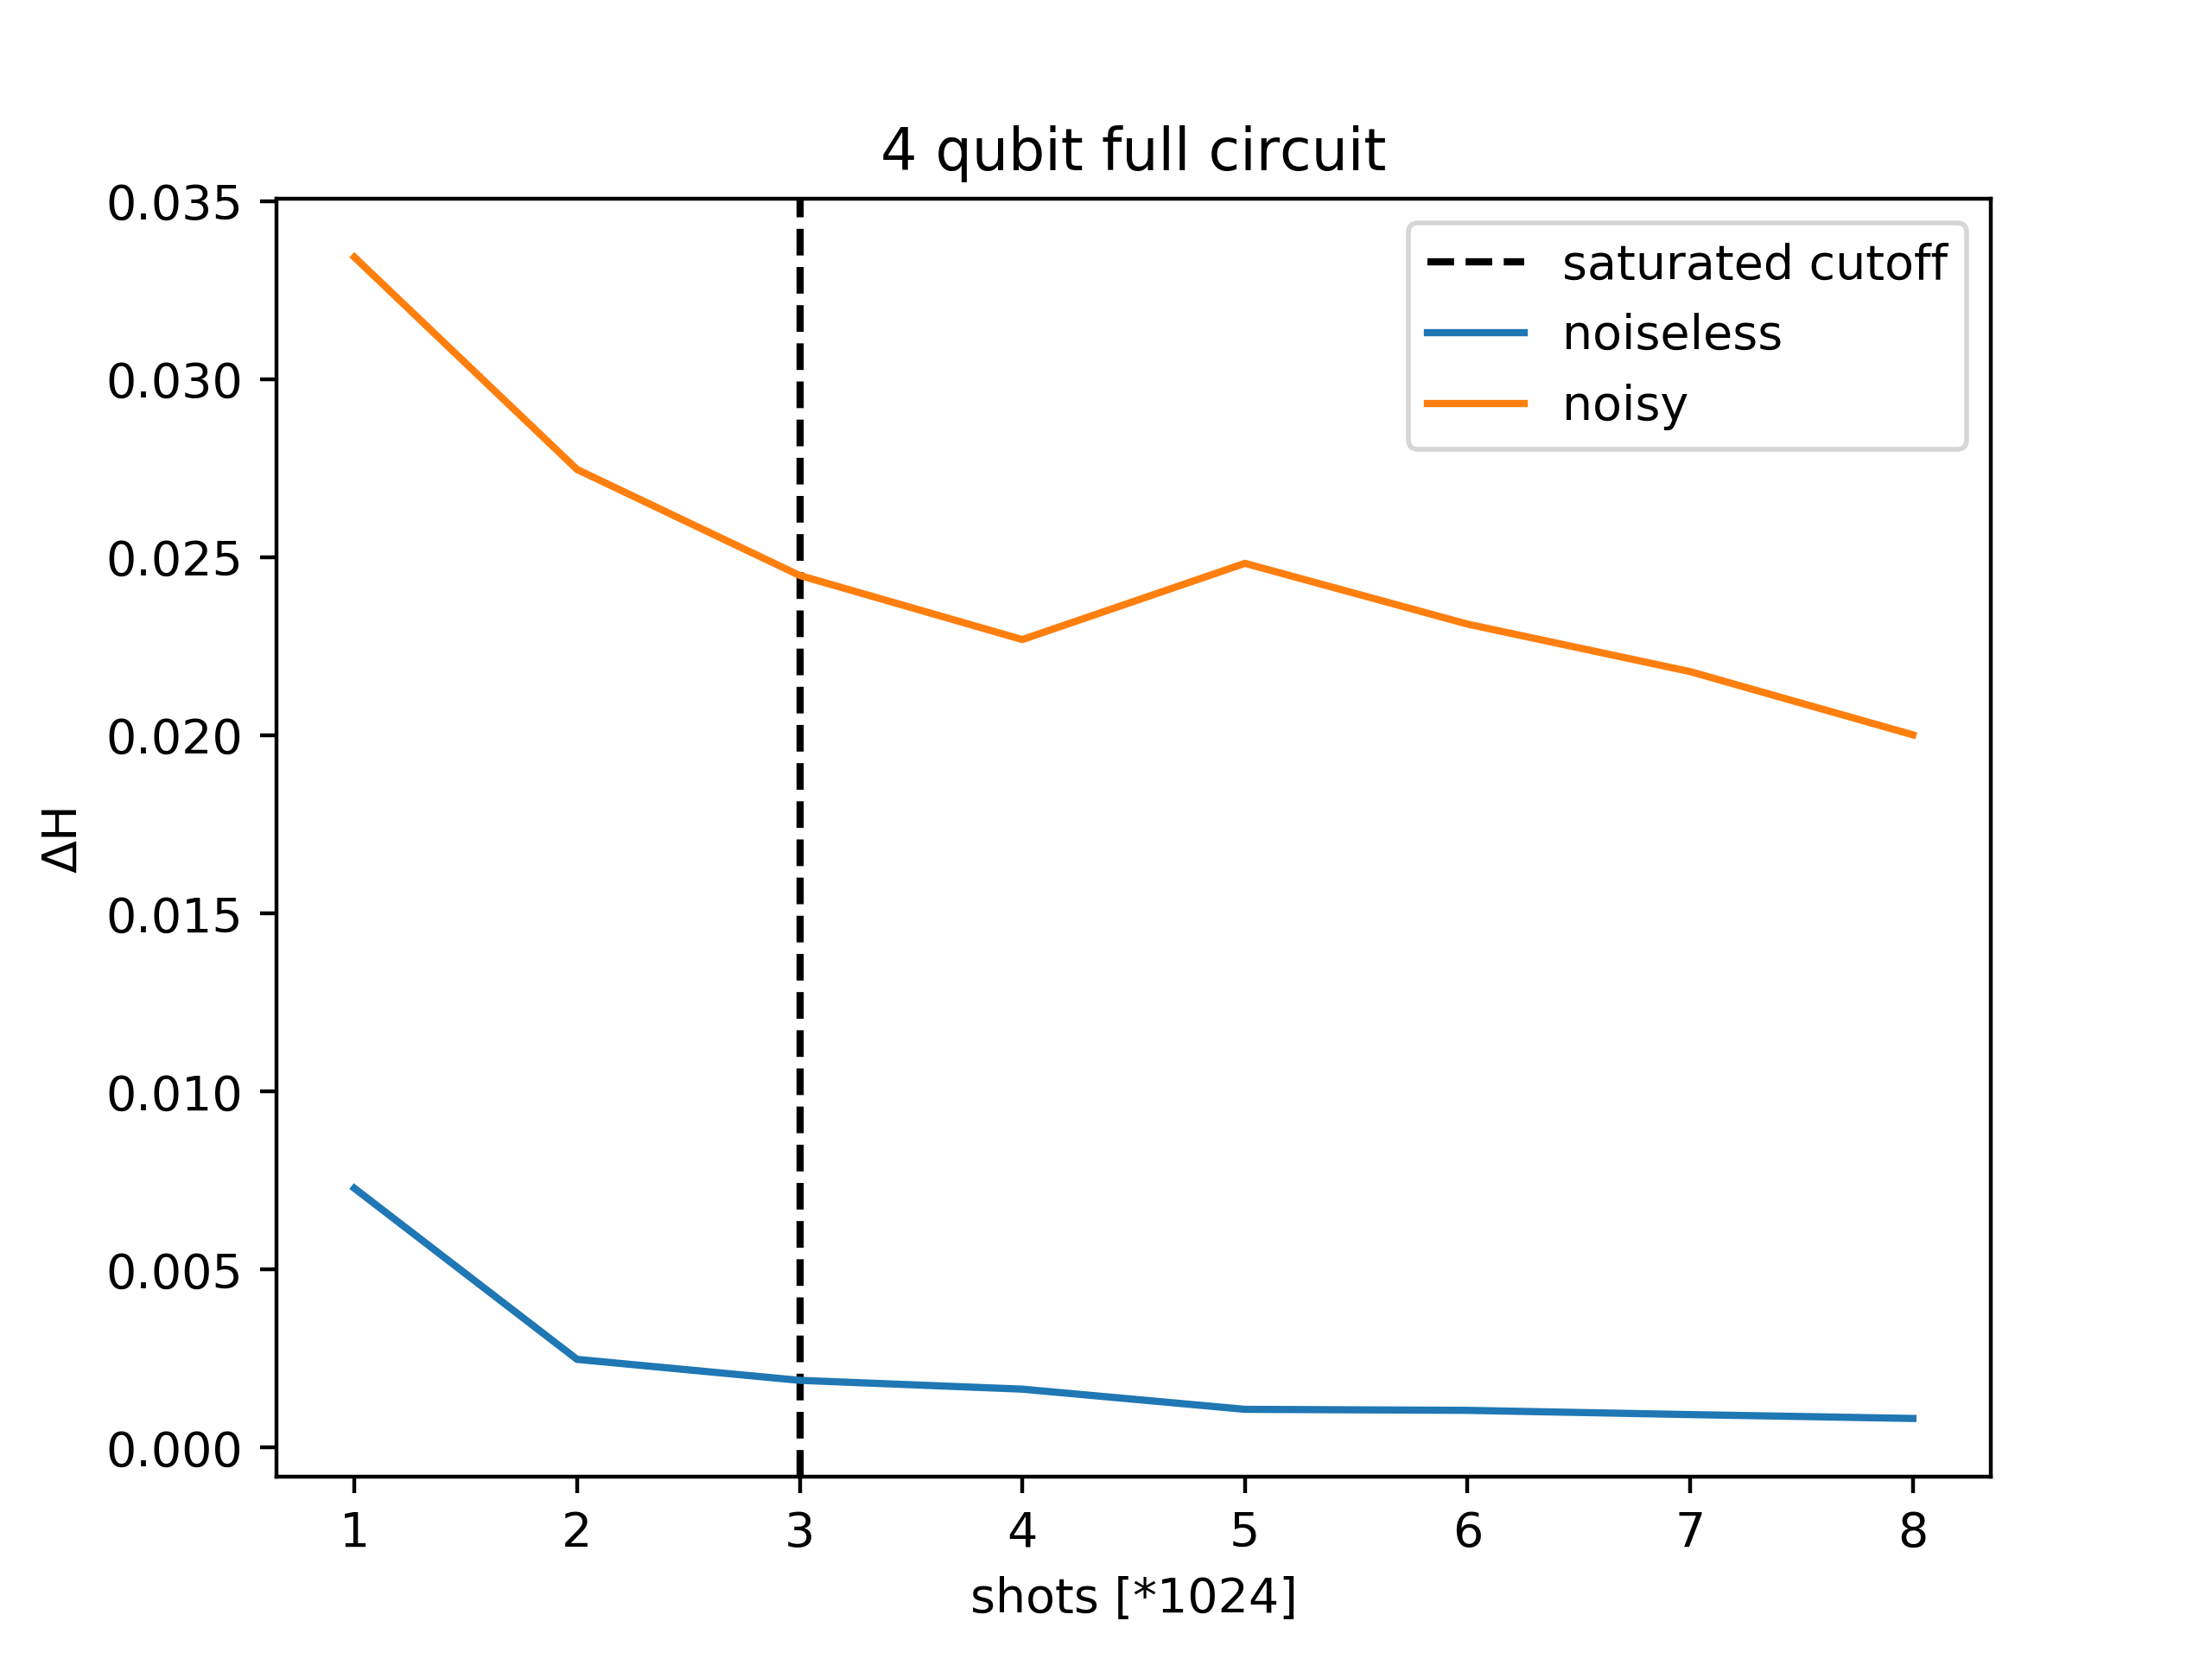 4 qubit full circuit
0.035
0.030
0.025
0.020
0.015
0.010
0.005
0.000
ΔH
saturated cutoff
noiseless
noisy
1 2 3 4 5 6 7 8
shots [*1024]